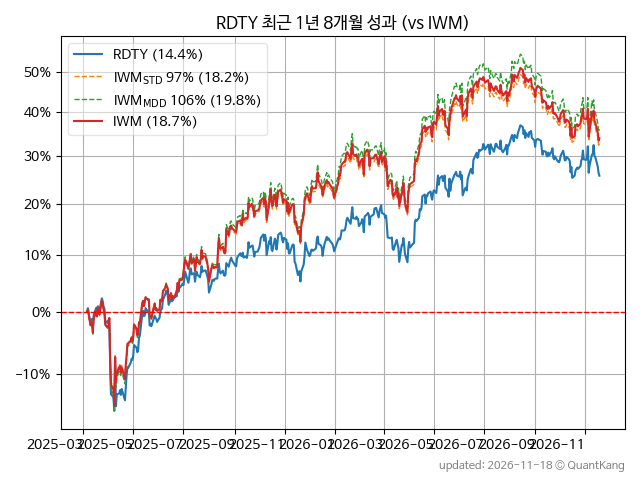 RDTY 최근 1년 8개월 성과 (vs IWM)
RDTY (14.4%)
IWM_STD 97% (18.2%)
IWM_MDD 106% (19.8%)
IWM (18.7%)
50%
40%
30%
20%
10%
0%
−10%
2025-03 2025-05 2025-07 2025-09 2025-11 2026-01 2026-03 2026-05 2026-07 2026-09 2026-11
updated: 2026-11-18 © QuantKang